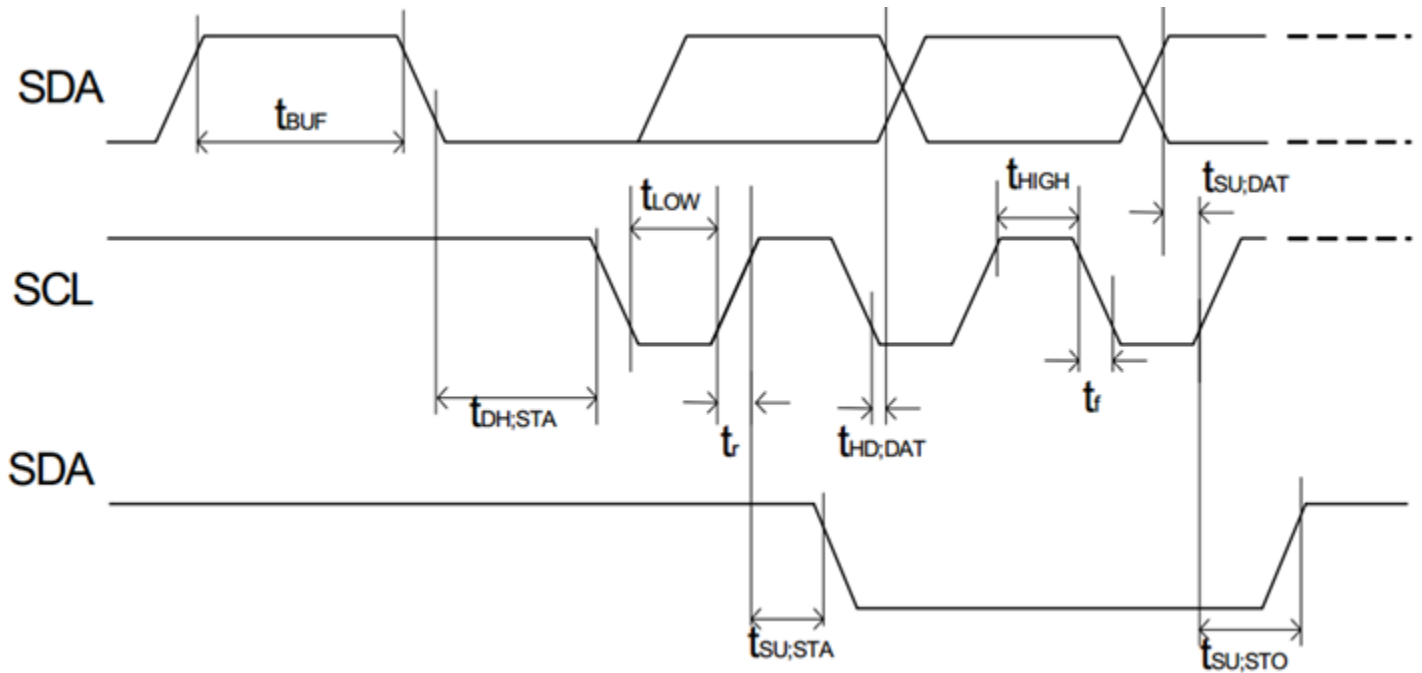 SDA
tBUF
tLOW
tHIGH
tSU;DAT
SCL
tDH;STA
tr
tHD;DAT
tf
SDA
tSU;STA
tSU;STO